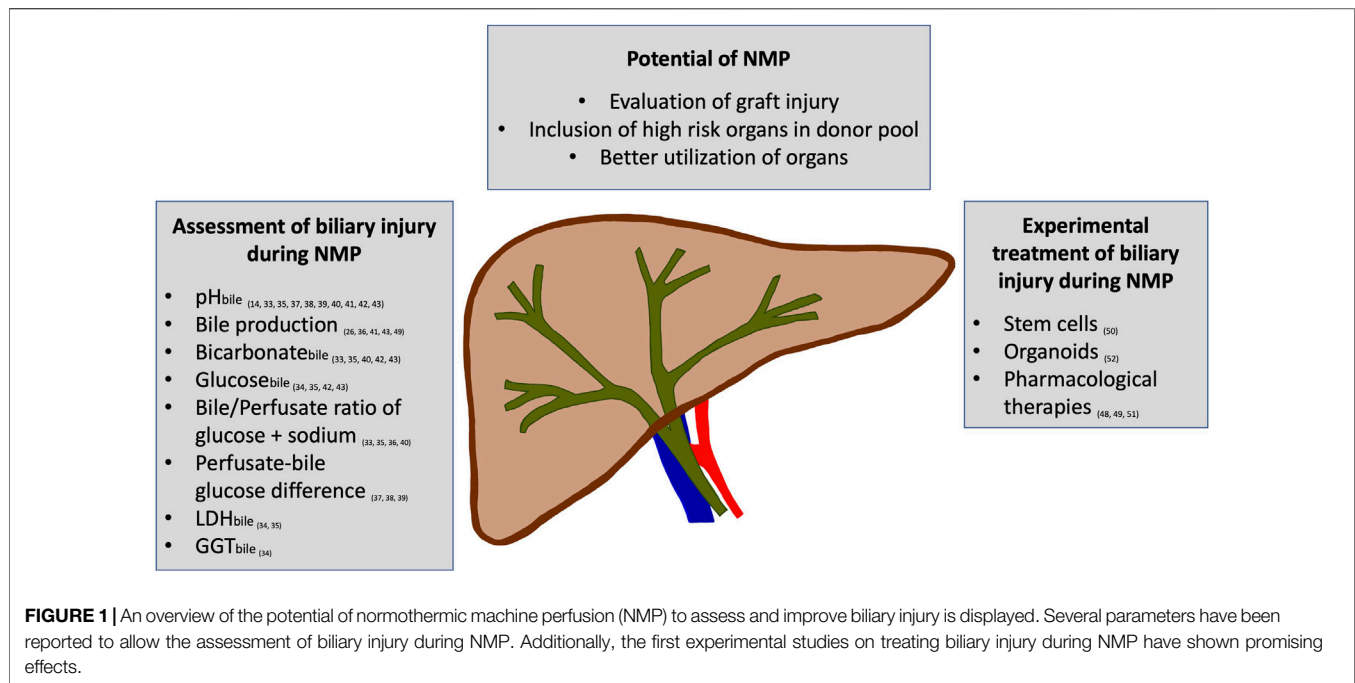 Potential of NMP
• Evaluation of graft injury
• Inclusion of high risk organs in donor pool
• Better utilization of organs
Assessment of biliary injury
during NMP
• pHbile (14, 33, 35, 37, 38, 39, 40, 41, 42, 43)
• Bile production (26, 36, 41, 43, 49)
• Bicarbonatebile (33, 35, 40, 42, 43)
• Glucosebile (34, 35, 42, 43)
• Bile/Perfusate ratio of
glucose + sodium (33, 35, 36, 40)
• Perfusate-bile
glucose difference (37, 38, 39)
• LDHbile (34, 35)
• GGTbile (34)
Experimental
treatment of biliary
injury during NMP
• Stem cells (50)
• Organoids (52)
• Pharmacological
therapies (48, 49, 51)
FIGURE 1 | An overview of the potential of normothermic machine perfusion (NMP) to assess and improve biliary injury is displayed. Several parameters have been
reported to allow the assessment of biliary injury during NMP. Additionally, the first experimental studies on treating biliary injury during NMP have shown promising
effects.